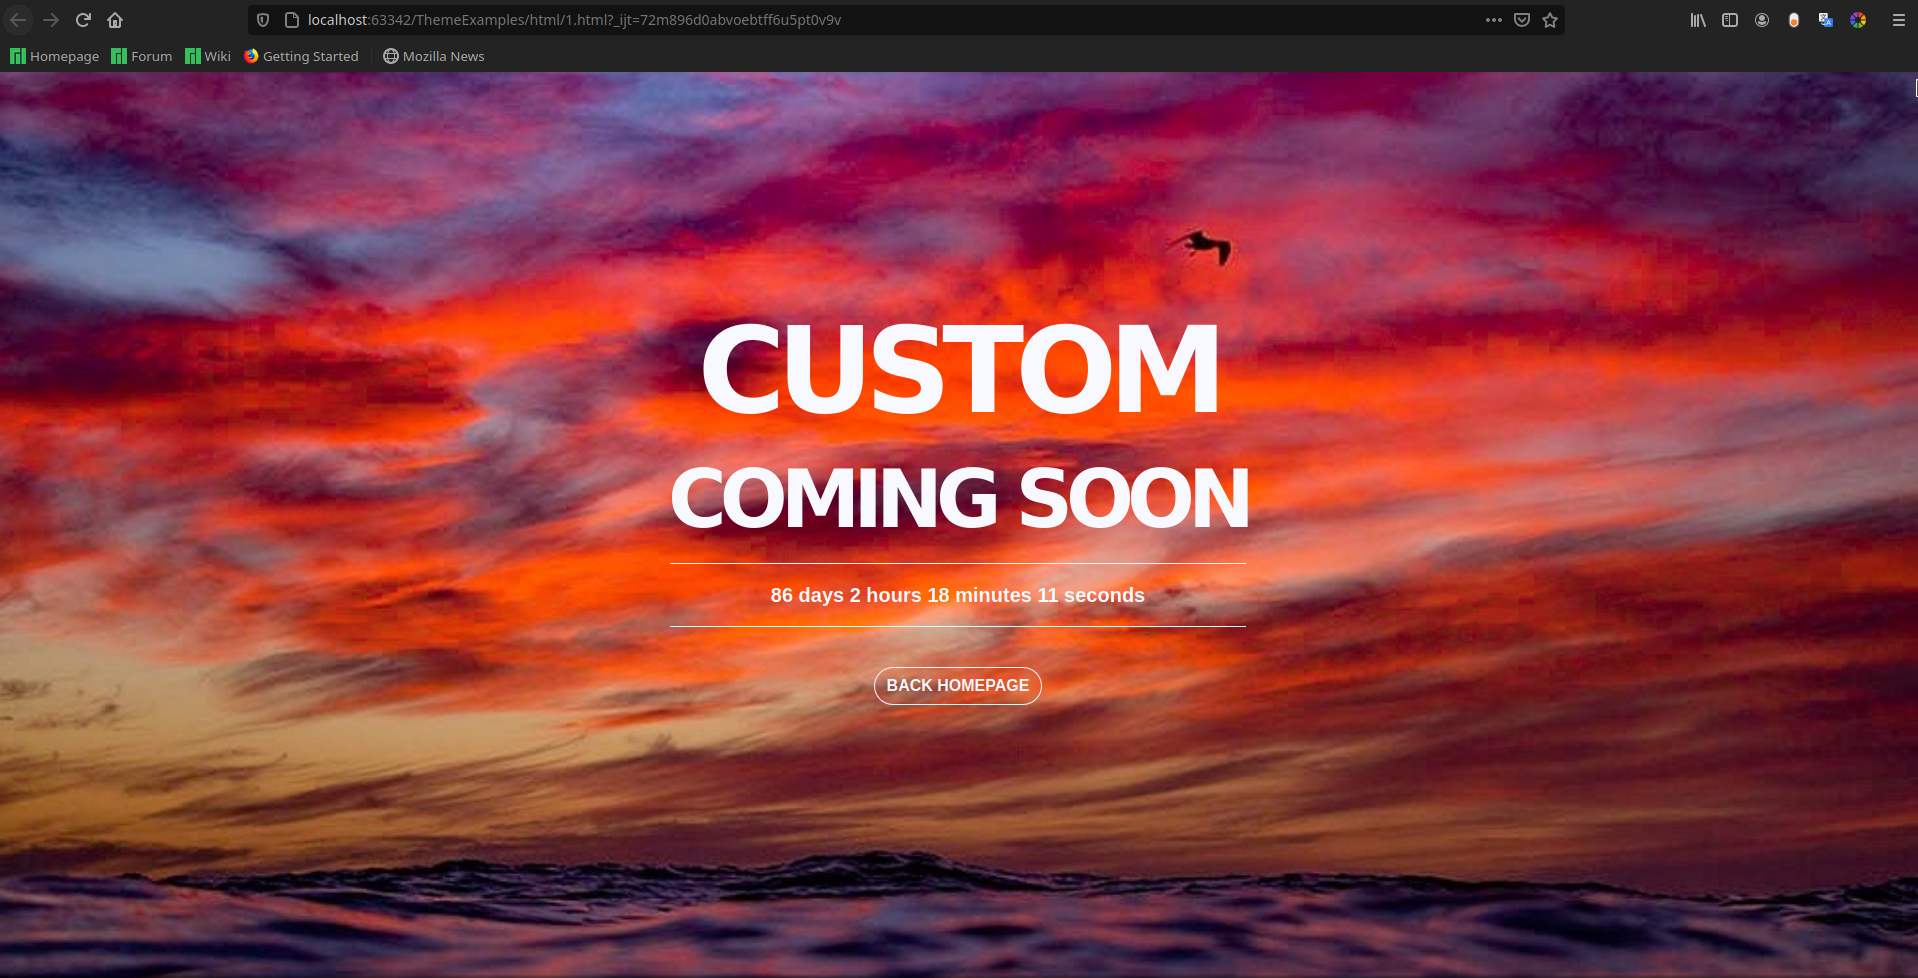 localhost:63342/ThemeExamples/html/1.html?_ijt=72m896d0abvoebtff6u5pt0v9v
Homepage Forum Wiki Getting Started Mozilla News
CUSTOM
COMING SOON
86 days 2 hours 18 minutes 11 seconds
BACK HOMEPAGE